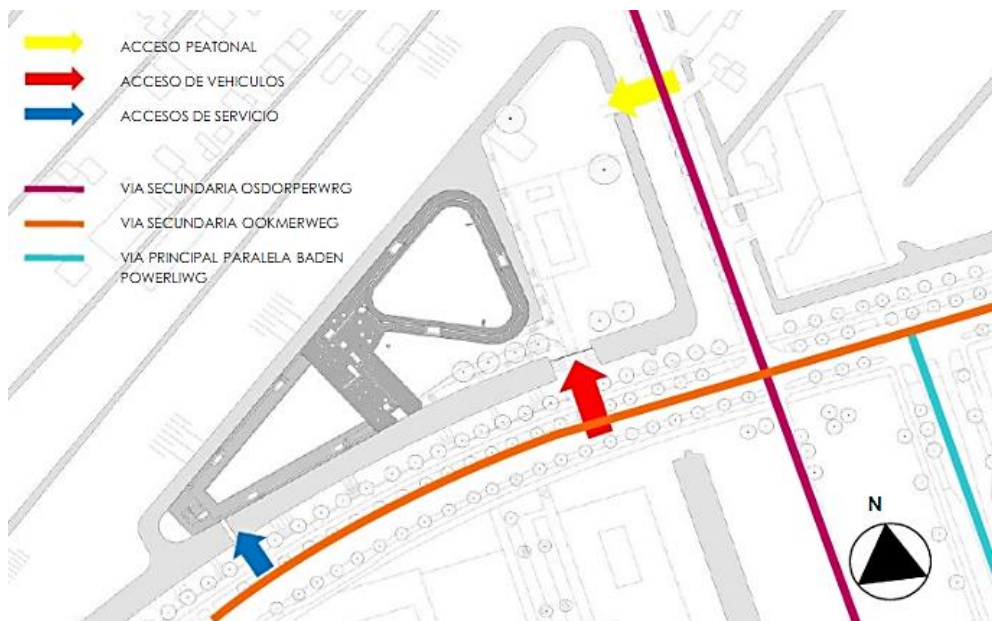 ACCESO PEATONAL
ACCESO DE VEHICULOS
ACCESOS DE SERVICIO
VIA SECUNDARIA OSDORPERWRG
VIA SECUNDARIA OOKMERWEG
VIA PRINCIPAL PARALELA BADEN
POWERLIWG
N